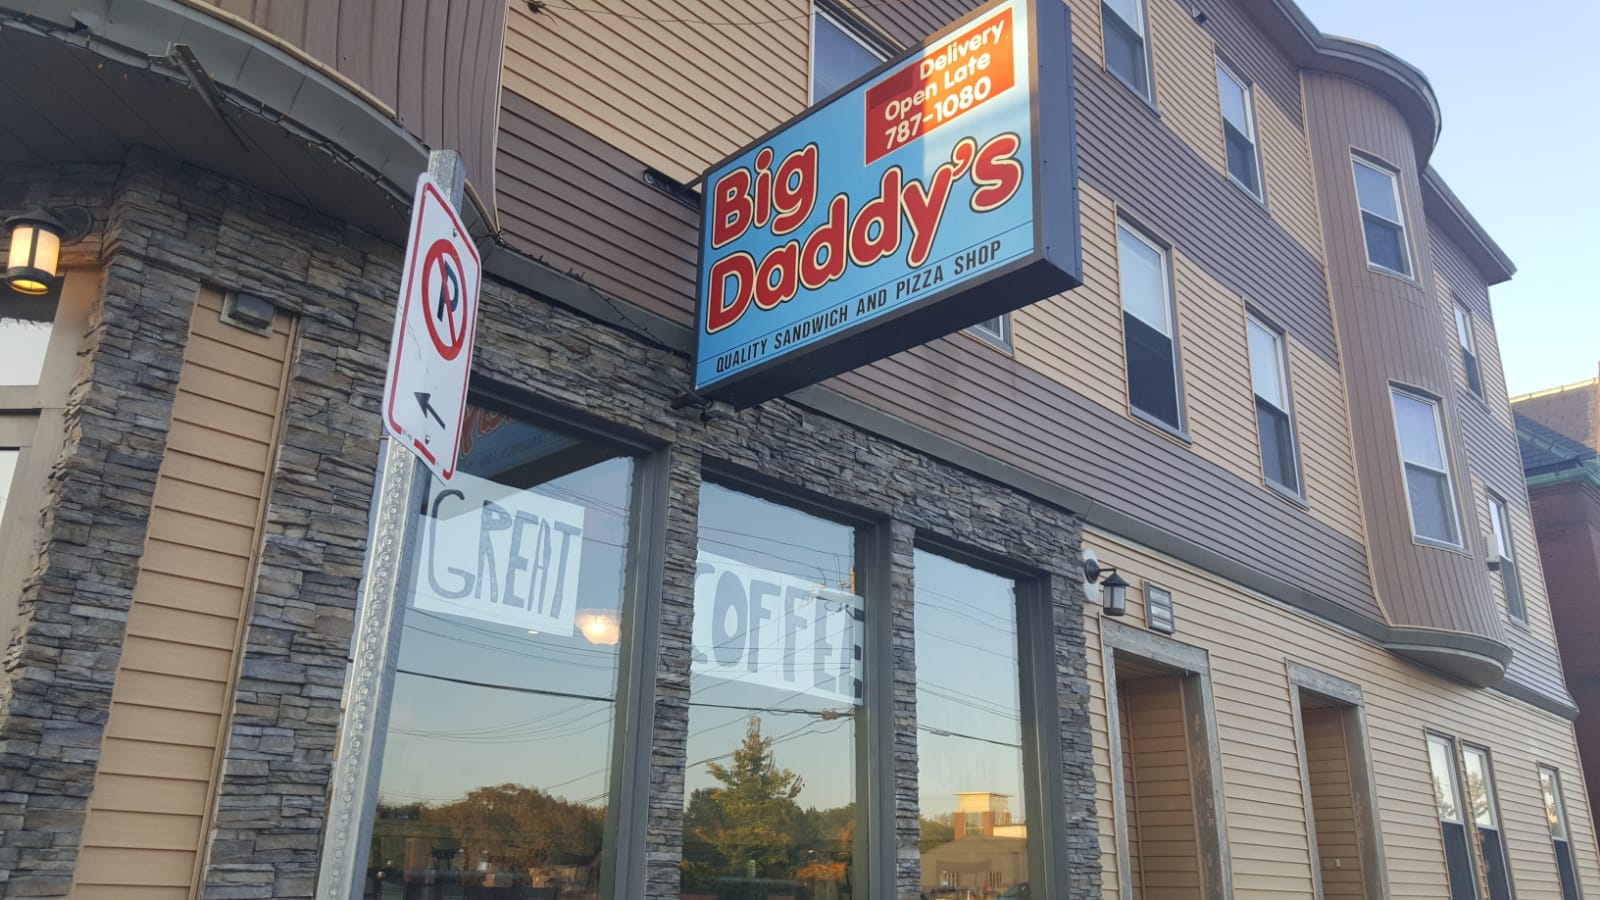 Delivery
Open Late
787-1080
Big
Daddy's
QUALITY SANDWICH AND PIZZA SHOP
P
GREAT
COFFEE